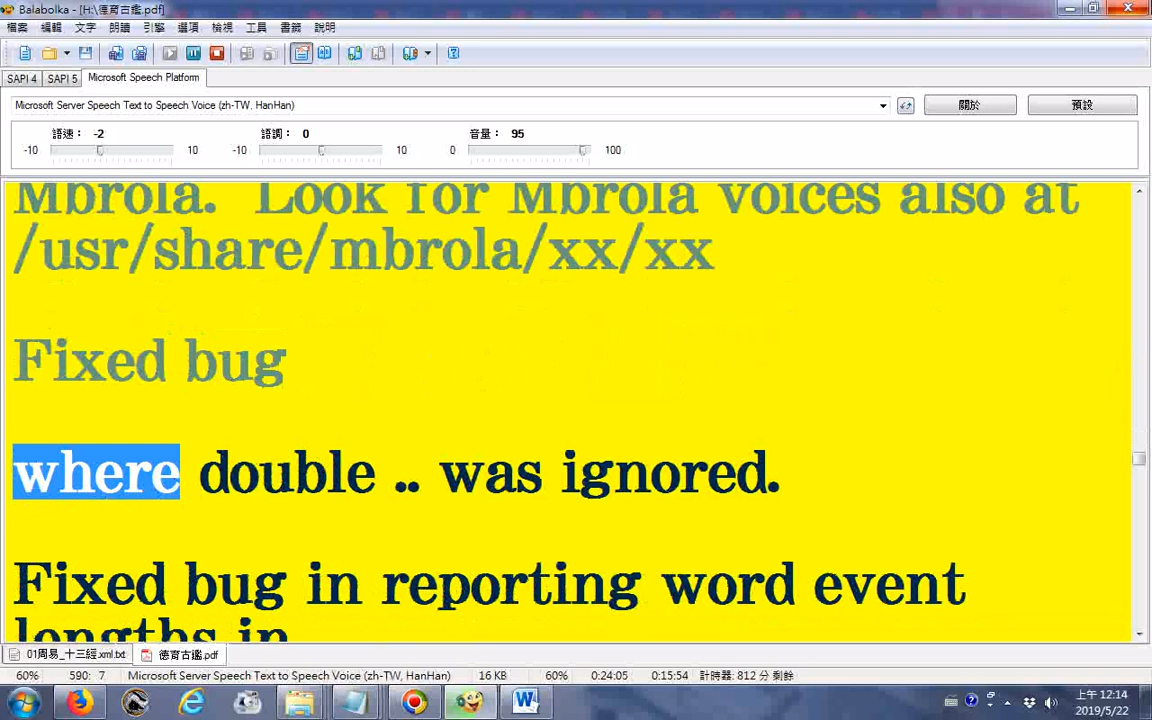 Balabolka - [H:\德育古鑑.pdf]
檔案 編輯 文字 朗讀 引擎 選項 檢視 工具 書籤 說明
SAPI 4 SAPI 5 Microsoft Speech Platform
Microsoft Server Speech Text to Speech Voice (zh-TW, HanHan) 關於 預設
語速： -2 語調： 0 音量： 95
-10 10 -10 10 0 100
Mbrola. Look for Mbrola voices also at
/usr/share/mbrola/xx/xx
Fixed bug
where double .. was ignored.
Fixed bug in reporting word event
lengths in
01周易_十三經.xml.txt 德育古鑑.pdf
60% 590: 7 Microsoft Server Speech Text to Speech Voice (zh-TW, HanHan) 16 KB 60% 0:24:05 0:15:54 計時器: 812 分 剩餘
上午 12:14
2019/5/22